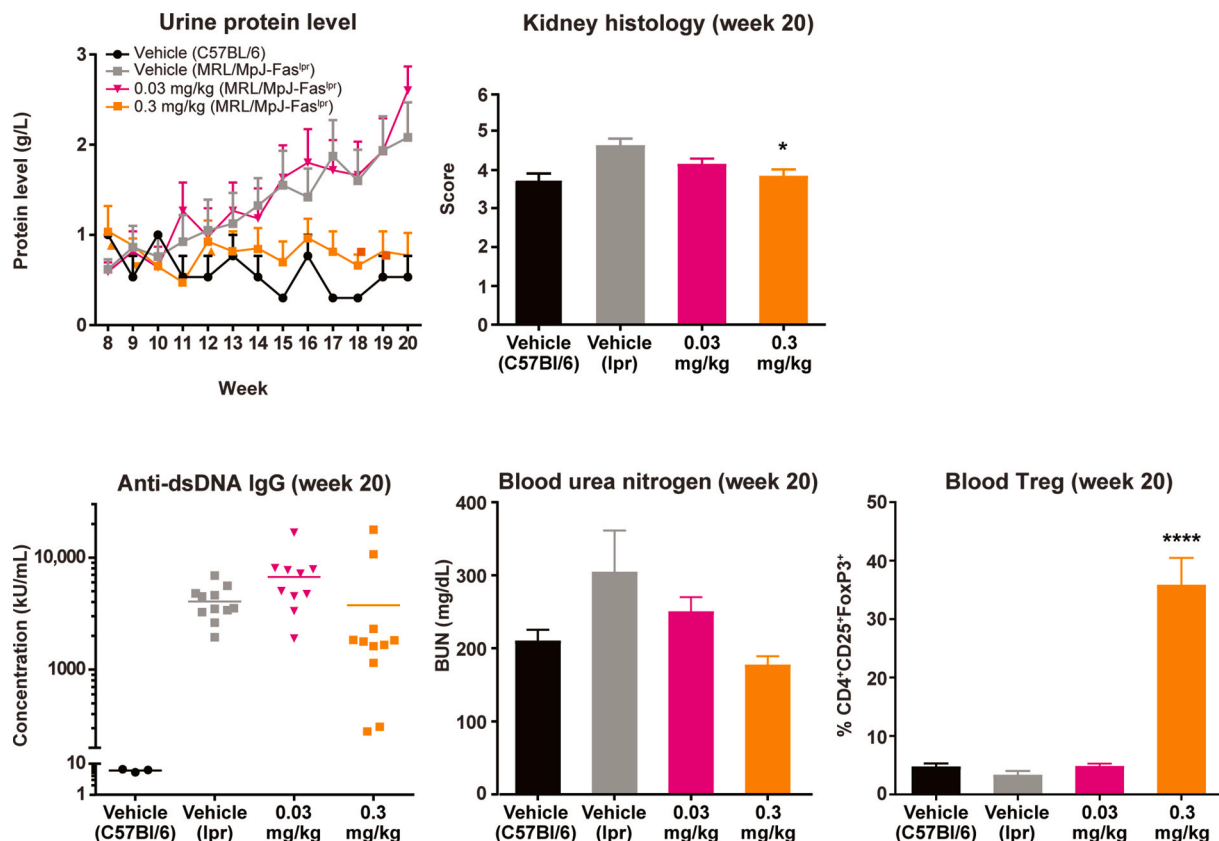 Urine protein level
Protein level (g/L)
3
2
1
0
Vehicle (C57BL/6)
Vehicle (MRL/MpJ-Fas^lpr)
0.03 mg/kg (MRL/MpJ-Fas^lpr)
0.3 mg/kg (MRL/MpJ-Fas^lpr)
8 9 10 11 12 13 14 15 16 17 18 19 20
Week
Kidney histology (week 20)
Score
6
5
4
3
2
1
0
*
Vehicle (C57Bl/6)
Vehicle (lpr)
0.03 mg/kg
0.3 mg/kg
Anti-dsDNA IgG (week 20)
Concentration (kU/mL)
10,000
1000
10
1
Vehicle (C57Bl/6)
Vehicle (lpr)
0.03 mg/kg
0.3 mg/kg
Blood urea nitrogen (week 20)
BUN (mg/dL)
400
300
200
100
0
Vehicle (C57Bl/6)
Vehicle (lpr)
0.03 mg/kg
0.3 mg/kg
Blood Treg (week 20)
% CD4⁺CD25⁺FoxP3⁺
50
40
30
20
10
0
****
Vehicle (C57Bl/6)
Vehicle (lpr)
0.03 mg/kg
0.3 mg/kg